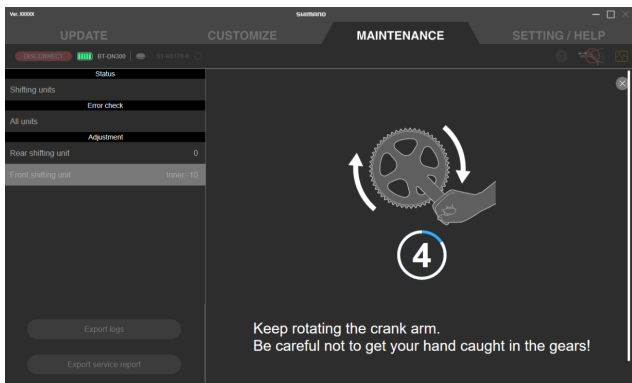 Ver. XXXXX
SHIMANO
UPDATE
CUSTOMIZE
MAINTENANCE
SETTING / HELP
DISCONNECT
BT-DN300
ST-R8170-R
Status
Shifting units
Error check
All units
Adjustment
Rear shifting unit 0
Front shifting unit Inner -10
4
Keep rotating the crank arm.
Be careful not to get your hand caught in the gears!
Export logs
Export service report